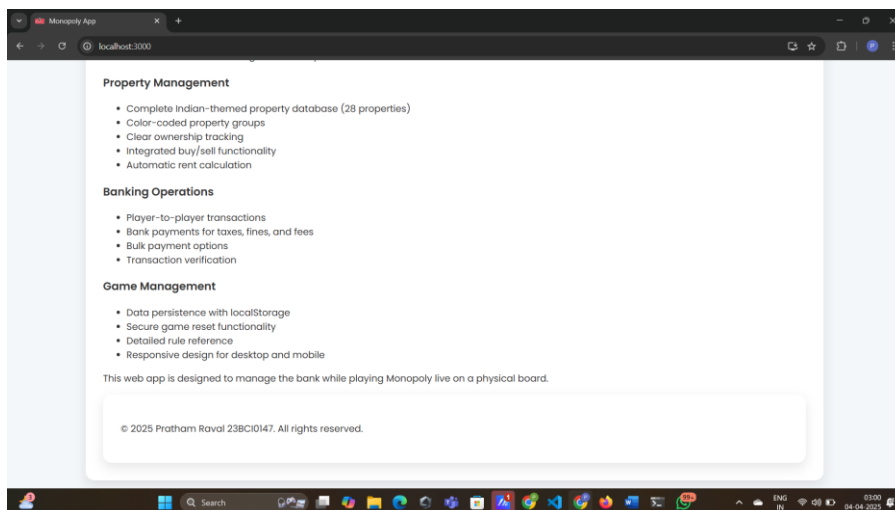 Monopoly App
localhost:3000
Property Management
Complete Indian-themed property database (28 properties)
Color-coded property groups
Clear ownership tracking
Integrated buy/sell functionality
Automatic rent calculation
Banking Operations
Player-to-player transactions
Bank payments for taxes, fines, and fees
Bulk payment options
Transaction verification
Game Management
Data persistence with localStorage
Secure game reset functionality
Detailed rule reference
Responsive design for desktop and mobile
This web app is designed to manage the bank while playing Monopoly live on a physical board.
© 2025 Pratham Raval 23BCI0147. All rights reserved.
3
Search
1
99+
ENG
IN
03:00
04-04-2025